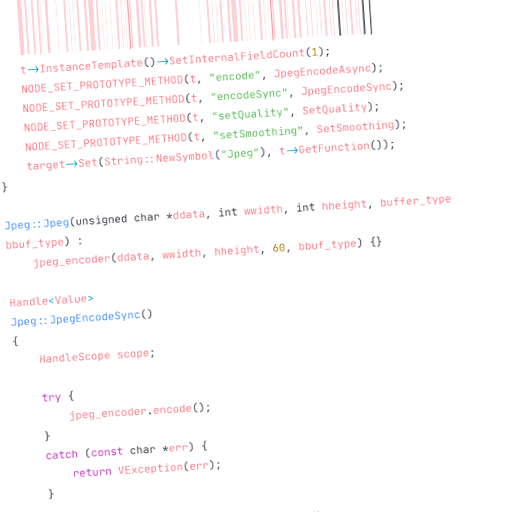 t->InstanceTemplate()->SetInternalFieldCount(1);
NODE_SET_PROTOTYPE_METHOD(t, "encode", JpegEncodeAsync);
NODE_SET_PROTOTYPE_METHOD(t, "encodeSync", JpegEncodeSync);
NODE_SET_PROTOTYPE_METHOD(t, "setQuality", SetQuality);
NODE_SET_PROTOTYPE_METHOD(t, "setSmoothing", SetSmoothing);
target->Set(String::NewSymbol("Jpeg"), t->GetFunction());
}
Jpeg::Jpeg(unsigned char *ddata, int wwidth, int hheight, buffer_type
bbuf_type) :
jpeg_encoder(ddata, wwidth, hheight, 60, bbuf_type) {}
Handle<Value>
Jpeg::JpegEncodeSync()
{
HandleScope scope;
try {
jpeg_encoder.encode();
}
catch (const char *err) {
return VException(err);
}